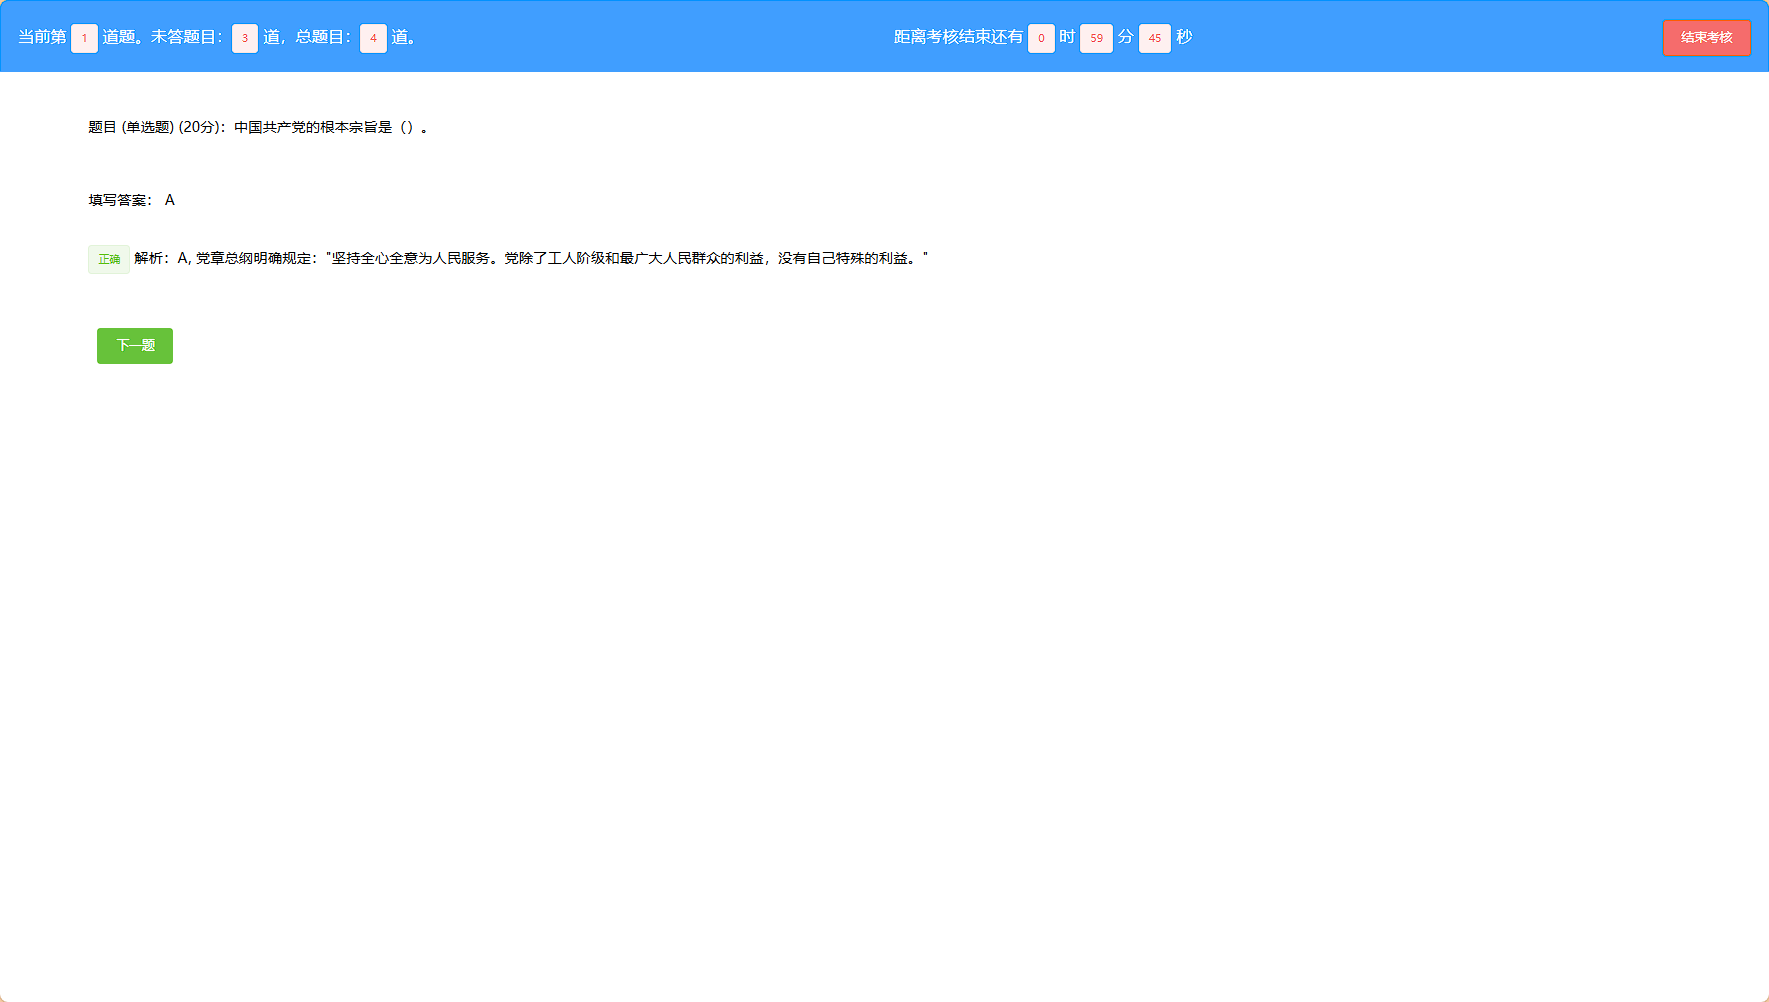 当前第 1 道题。未答题目：3 道，总题目：4 道。 距离考核结束还有 0 时 59 分 45 秒 结束考核
题目 (单选题) (20分)：中国共产党的根本宗旨是（）。
填写答案： A
正确 解析：A, 党章总纲明确规定："坚持全心全意为人民服务。党除了工人阶级和最广大人民群众的利益，没有自己特殊的利益。"
下一题